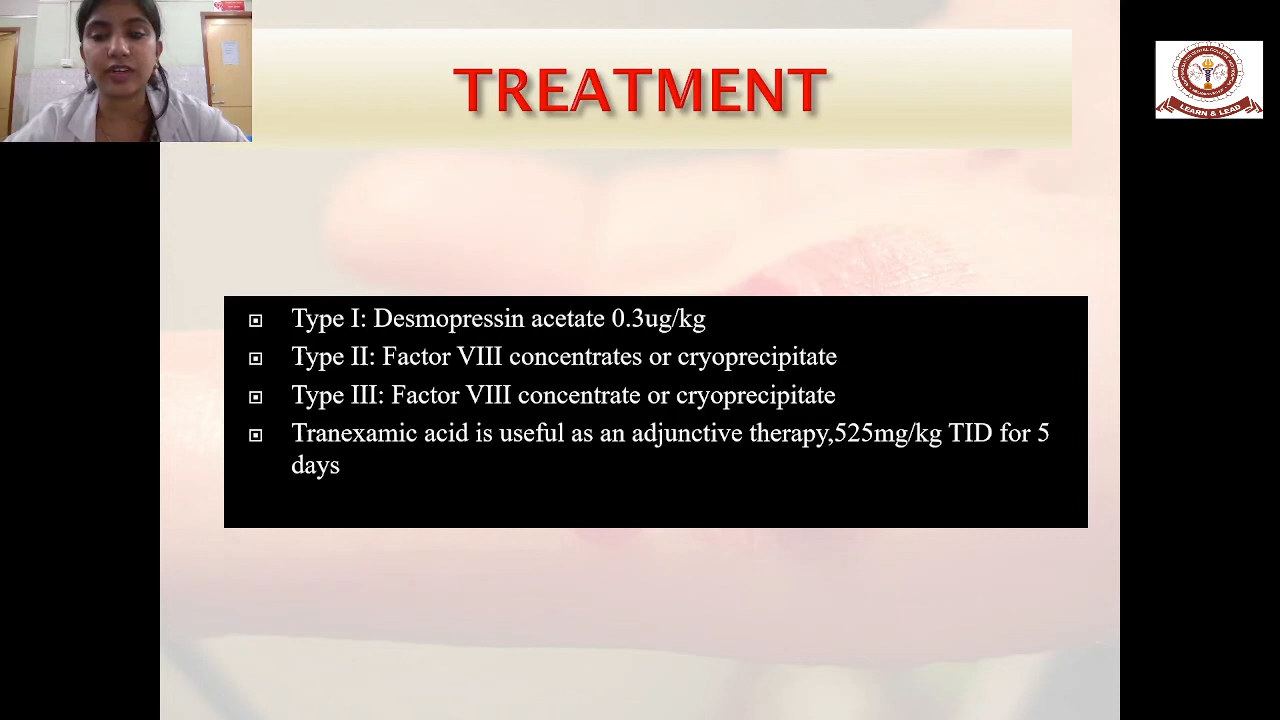 TREATMENT
Type I: Desmopressin acetate 0.3ug/kg
Type II: Factor VIII concentrates or cryoprecipitate
Type III: Factor VIII concentrate or cryoprecipitate
Tranexamic acid is useful as an adjunctive therapy,525mg/kg TID for 5
days
LEARN & LEAD